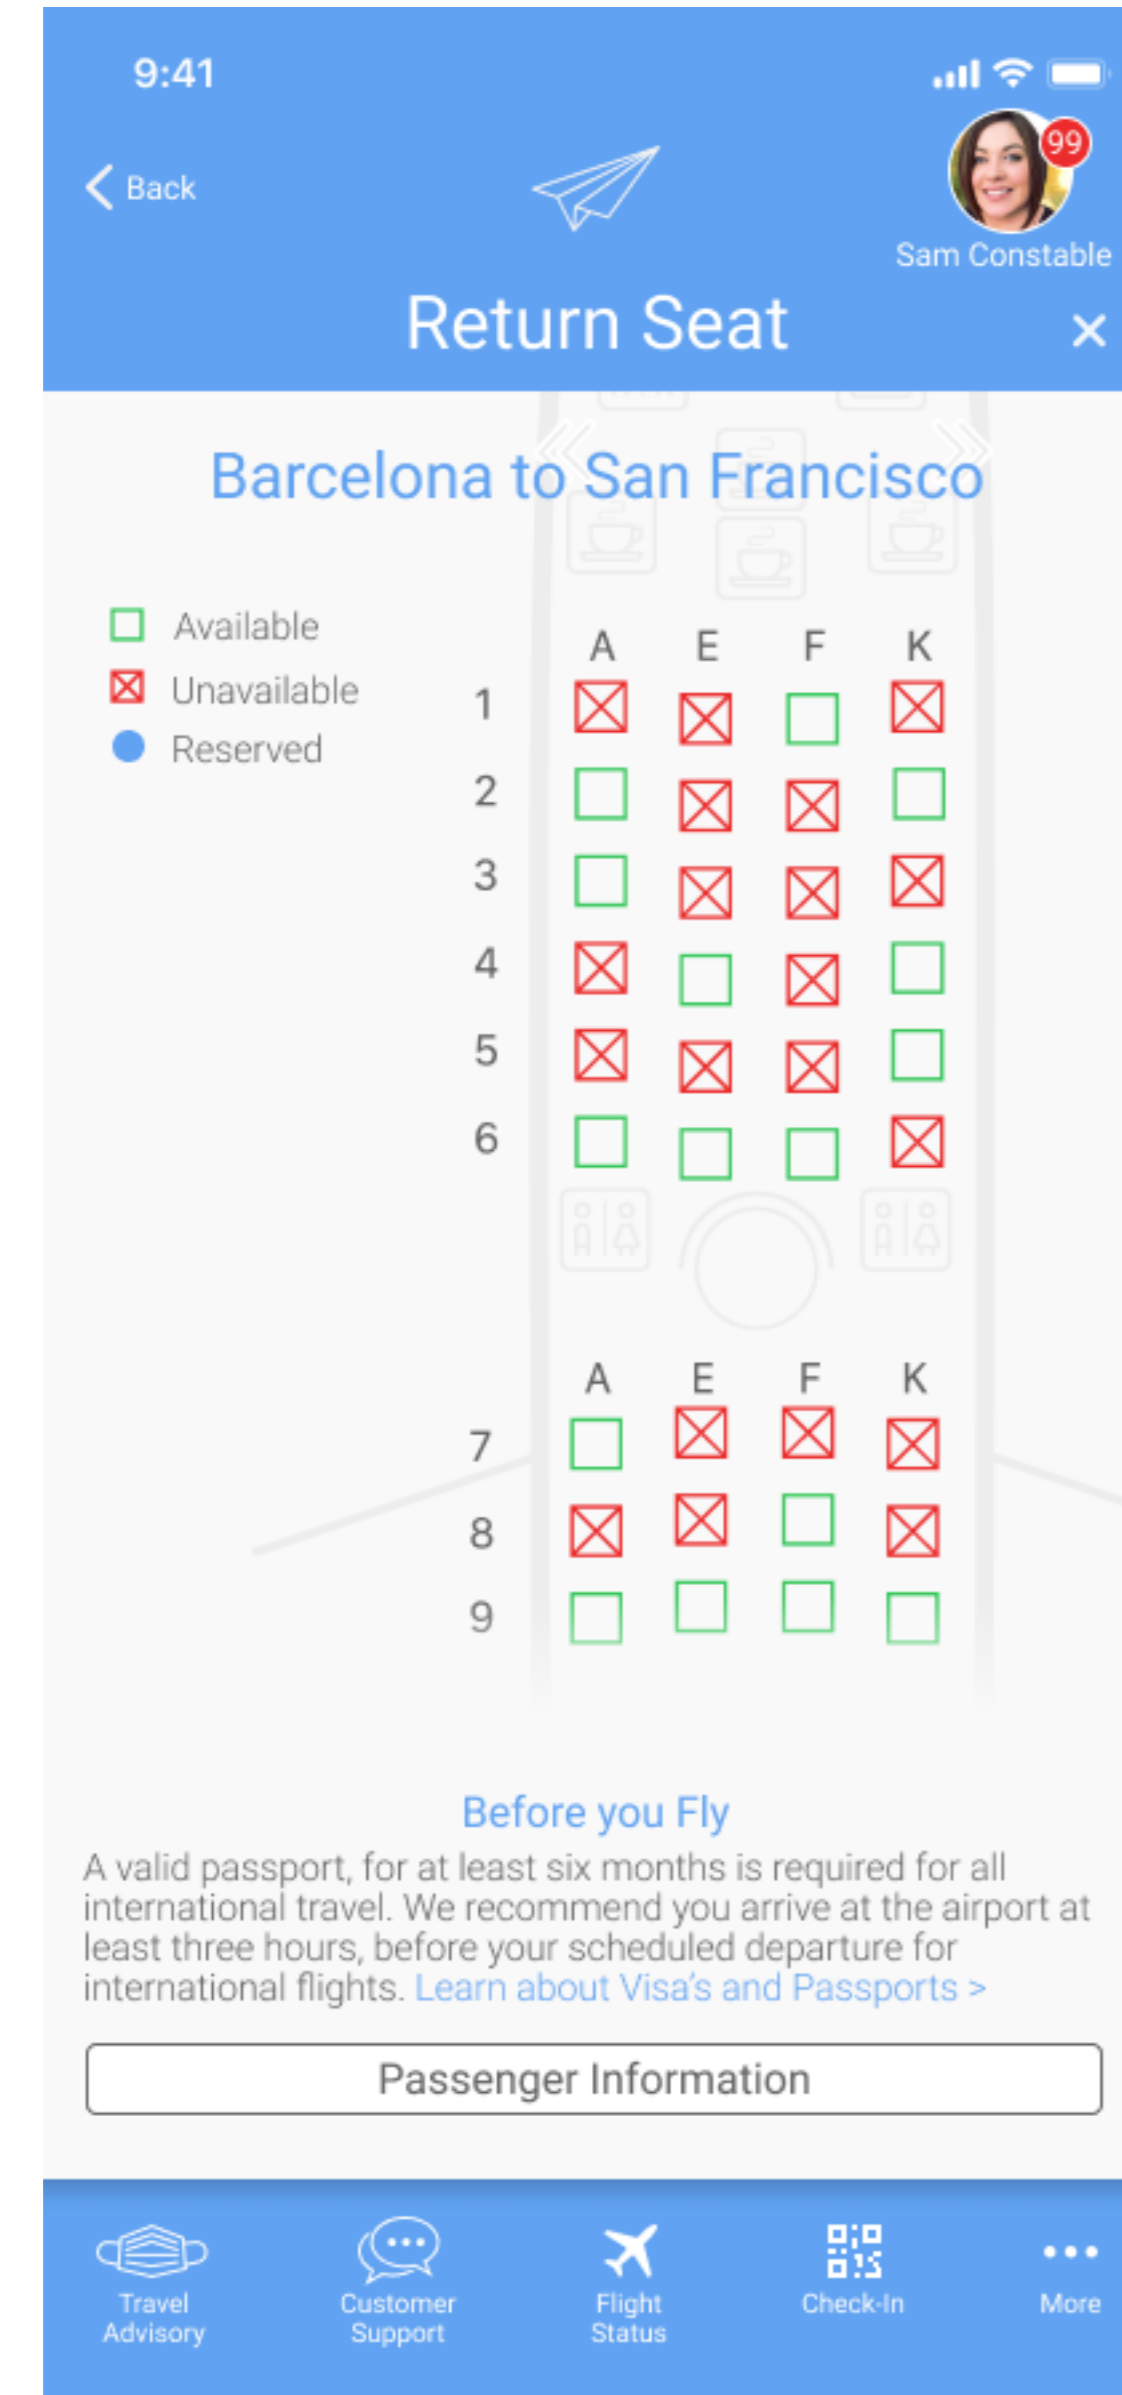 9:41
Back
99
Sam Constable
Return Seat
Barcelona to San Francisco
Available
Unavailable
Reserved
A E F K
1
2
3
4
5
6
A E F K
7
8
9
Before you Fly
A valid passport, for at least six months is required for all
international travel. We recommend you arrive at the airport at
least three hours, before your scheduled departure for
international flights. Learn about Visa's and Passports >
Passenger Information
Travel
Advisory
Customer
Support
Flight
Status
Check-In
More